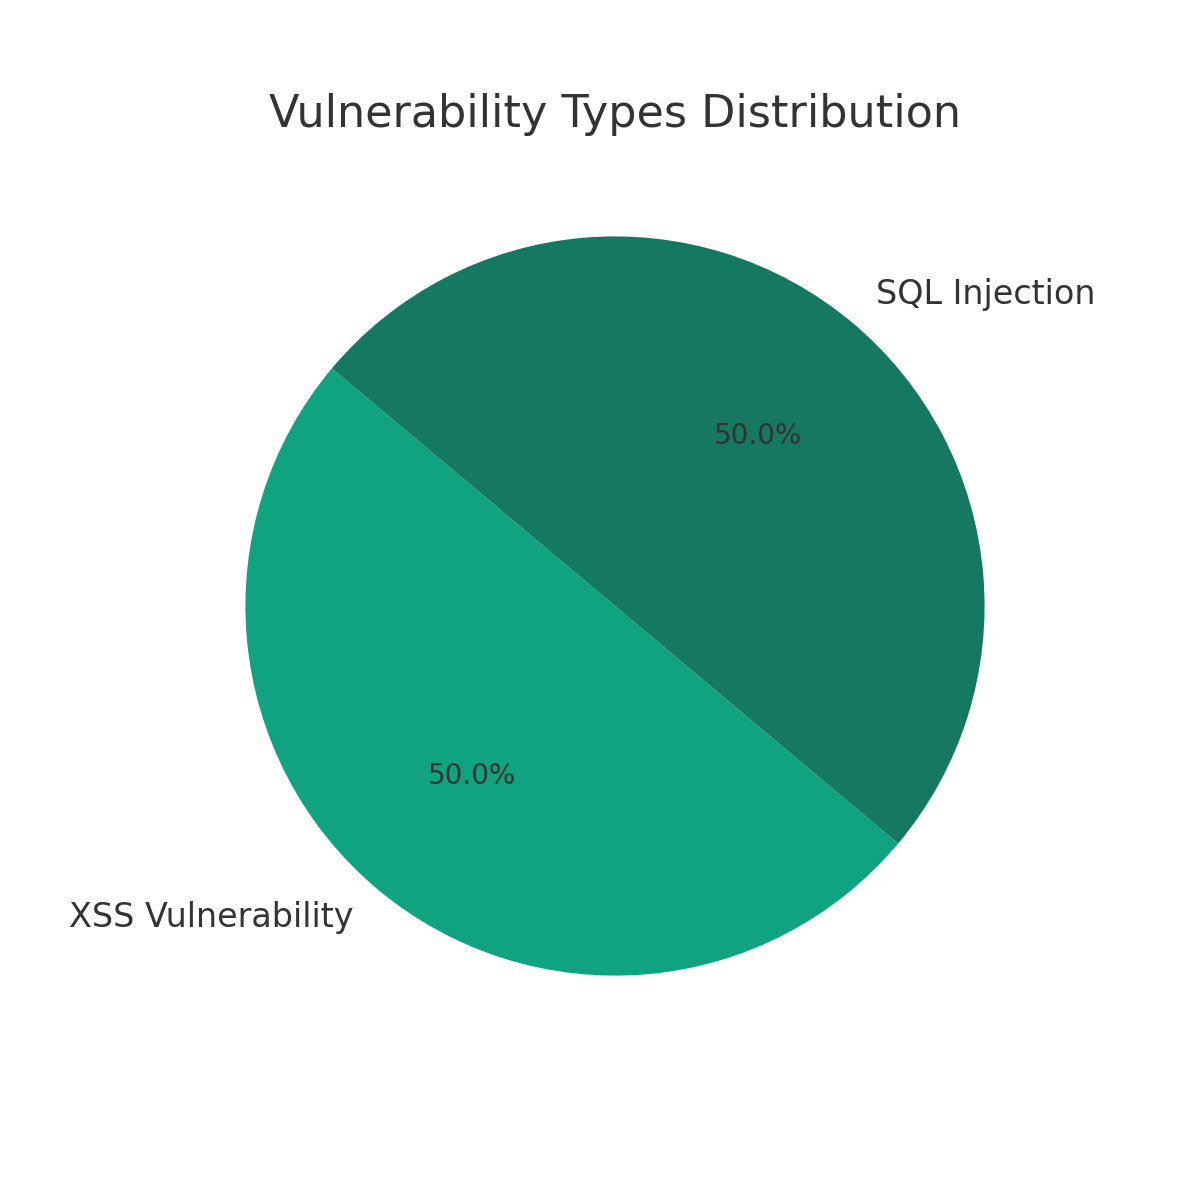 Vulnerability Types Distribution
SQL Injection
50.0%
50.0%
XSS Vulnerability